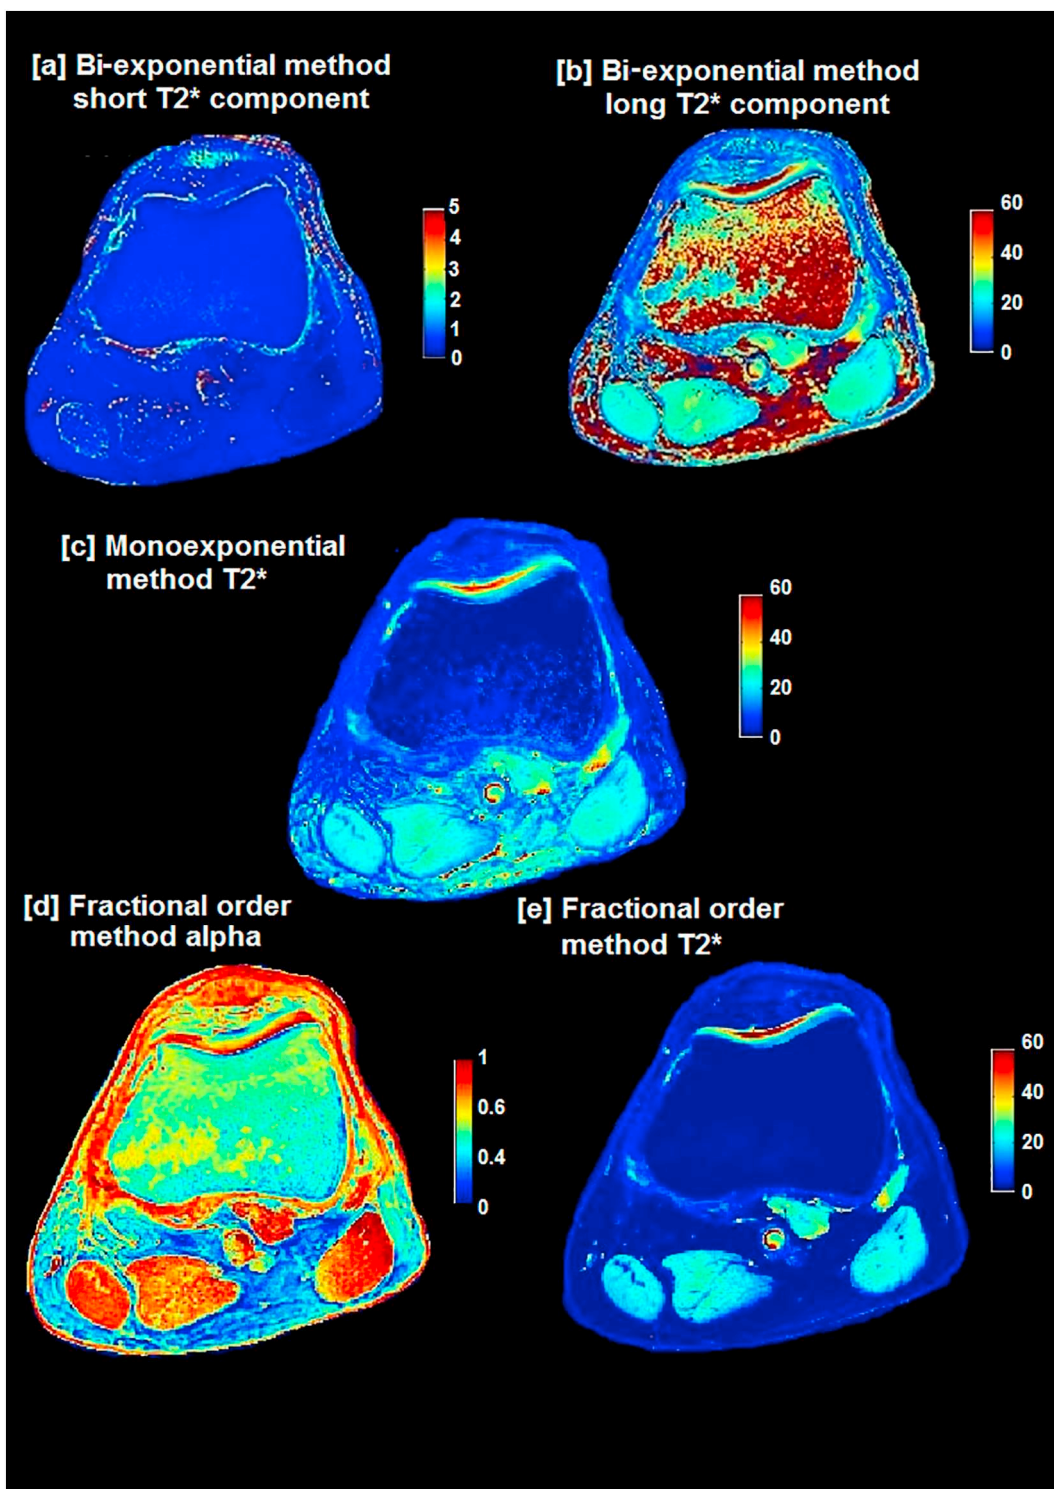 [a] Bi-exponential method
short T2* component
[b] Bi-exponential method
long T2* component
5
4
3
2
1
0
60
40
20
0
[c] Monoexponential
method T2*
60
40
20
0
[d] Fractional order
method alpha
[e] Fractional order
method T2*
1
0.6
0.4
0
60
40
20
0